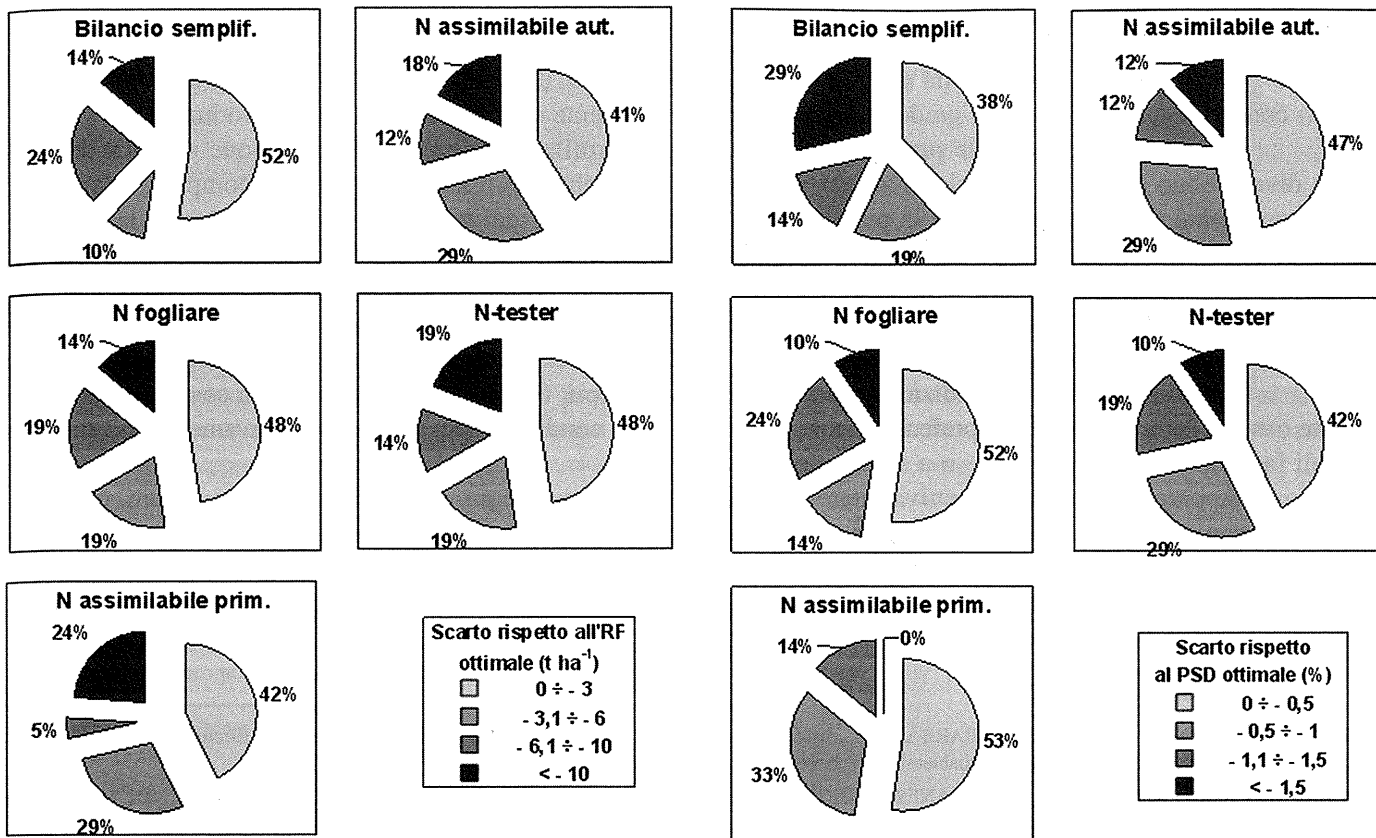 Bilancio semplif.
14%
24%
52%
10%
N assimilabile aut.
18%
41%
12%
29%
Bilancio semplif.
29%
38%
14%
19%
N assimilabile aut.
12%
12%
47%
29%
N fogliare
14%
19%
48%
19%
N-tester
19%
14%
48%
19%
N fogliare
10%
24%
52%
14%
N-tester
10%
19%
42%
29%
N assimilabile prim.
24%
42%
5%
29%
Scarto rispetto all'RF
ottimale (t ha⁻¹)
0 ÷ - 3
- 3,1 ÷ - 6
- 6,1 ÷ - 10
< - 10
N assimilabile prim.
0%
14%
53%
33%
Scarto rispetto
al PSD ottimale (%)
0 ÷ - 0,5
- 0,5 ÷ - 1
- 1,1 ÷ - 1,5
< - 1,5